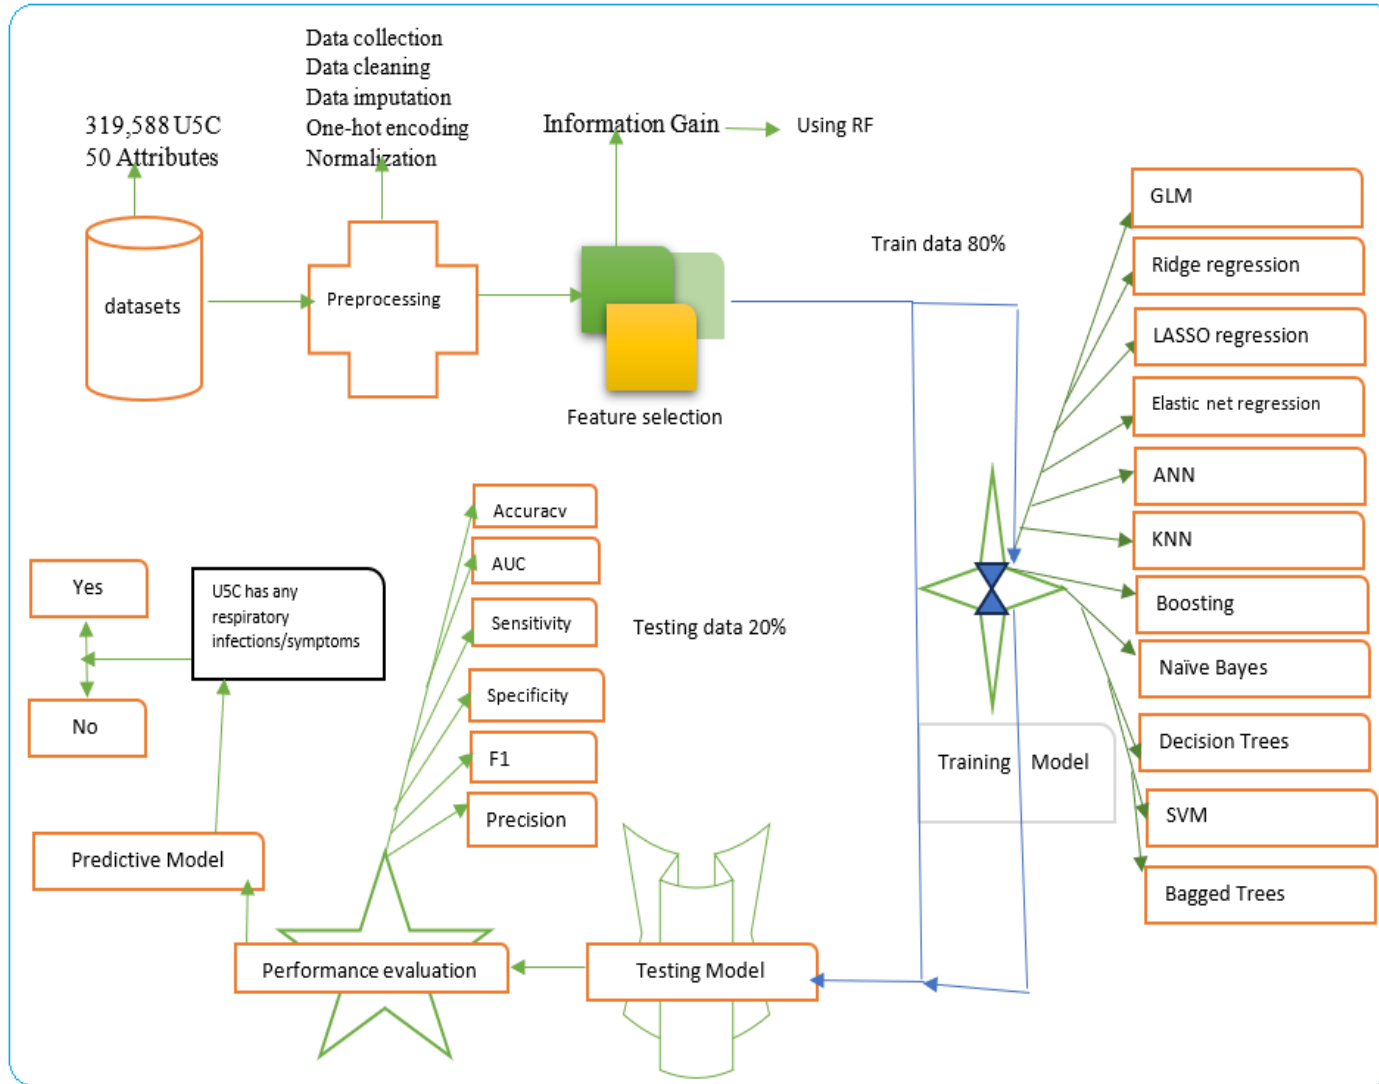 Data collection
Data cleaning
Data imputation
One-hot encoding
Normalization
319,588 U5C
50 Attributes
Information Gain
Using RF
datasets
Preprocessing
Feature selection
Train data 80%
GLM
Ridge regression
LASSO regression
Elastic net regression
ANN
KNN
Boosting
Naïve Bayes
Decision Trees
SVM
Bagged Trees
Training Model
Accuracv
AUC
Sensitivity
Specificity
F1
Precision
Testing data 20%
Yes
No
U5C has any
respiratory
infections/symptoms
Predictive Model
Performance evaluation
Testing Model